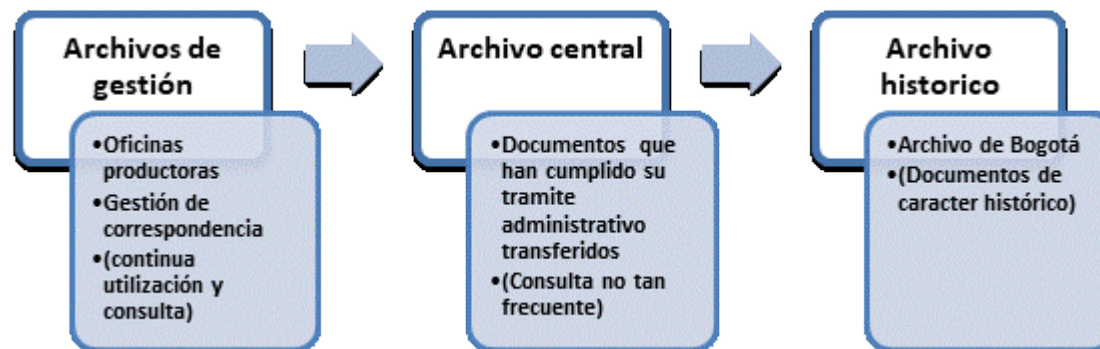 Archivos de
gestión
•Oficinas
productoras
•Gestión de
correspondencia
•(continua
utilización y
consulta)
Archivo central
•Documentos que
han cumplido su
tramite
administrativo
transferidos
•(Consulta no tan
frecuente)
Archivo
historico
•Archivo de Bogotá
•(Documentos de
caracter histórico)